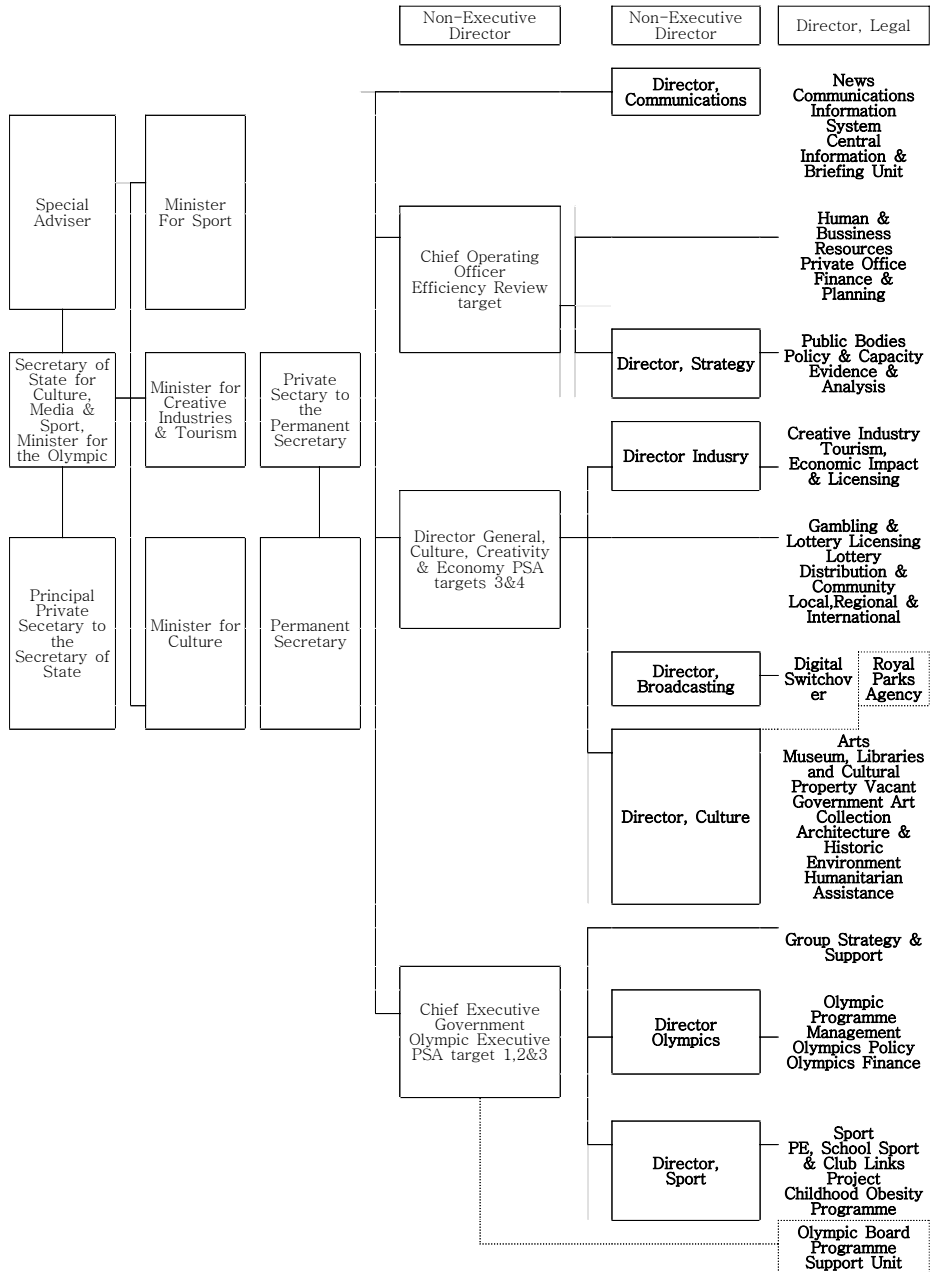 Non-Executive
Director
Non-Executive
Director
Director, Legal
Director,
Communications
News
Communications
Information
System
Central
Information &
Briefing Unit
Special
Adviser
Minister
For Sport
Chief Operating
Officer
Efficiency Review
target
Human &
Bussiness
Resources
Private Office
Finance &
Planning
Director, Strategy
Public Bodies
Policy & Capacity
Evidence &
Analysis
Secretary of
State for
Culture,
Media &
Sport,
Minister for
the Olympic
Minister for
Creative
Industries
& Tourism
Private
Sectary to
the
Permanent
Secretary
Director Indusry
Creative Industry
Tourism,
Economic Impact
& Licensing
Director General,
Culture, Creativity
& Economy PSA
targets 3&4
Gambling &
Lottery Licensing
Lottery
Distribution &
Community
Local,Regional &
International
Principal
Private
Secetary to
the
Secretary of
State
Minister for
Culture
Permanent
Secretary
Director,
Broadcasting
Digital
Switchov
er
Royal
Parks
Agency
Director, Culture
Arts
Museum, Libraries
and Cultural
Property Vacant
Government Art
Collection
Architecture &
Historic
Environment
Humanitarian
Assistance
Group Strategy &
Support
Chief Executive
Government
Olympic Executive
PSA target 1,2&3
Director
Olympics
Olympic
Programme
Management
Olympics Policy
Olympics Finance
Director,
Sport
Sport
PE, School Sport
& Club Links
Project
Childhood Obesity
Programme
Olympic Board
Programme
Support Unit